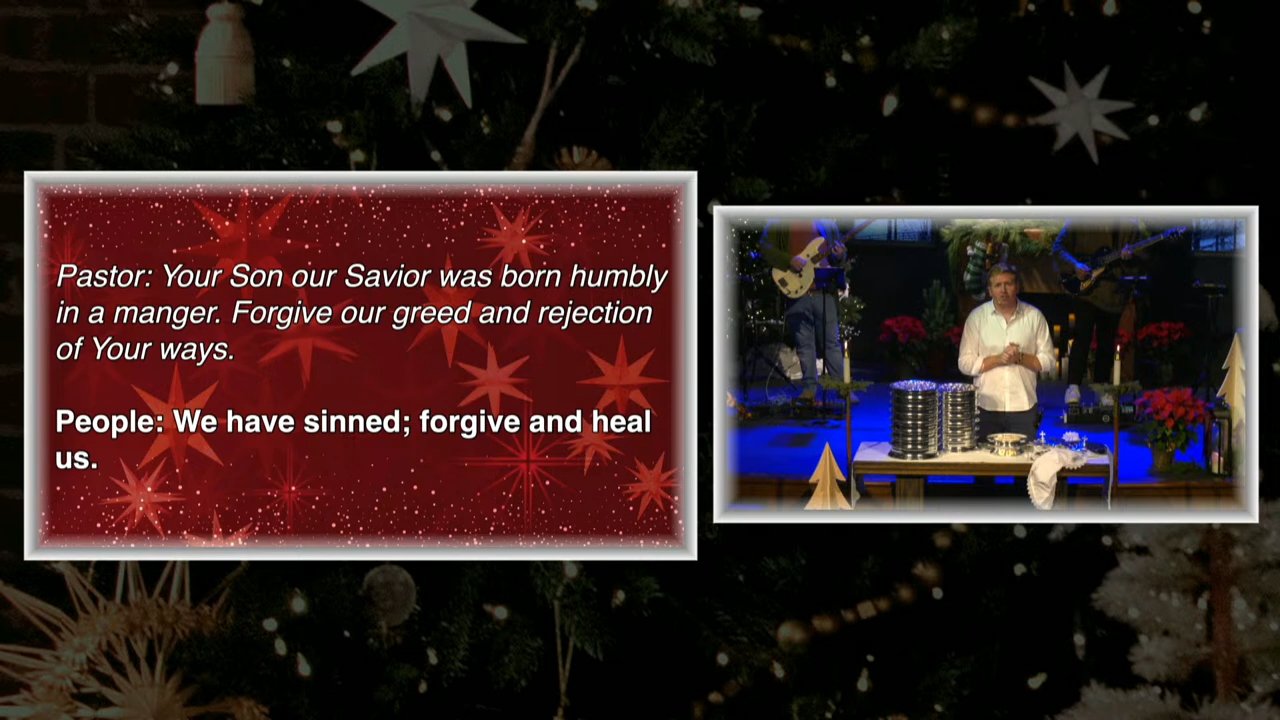 Pastor: Your Son our Savior was born humbly
in a manger. Forgive our greed and rejection
of Your ways.
People: We have sinned; forgive and heal
us.